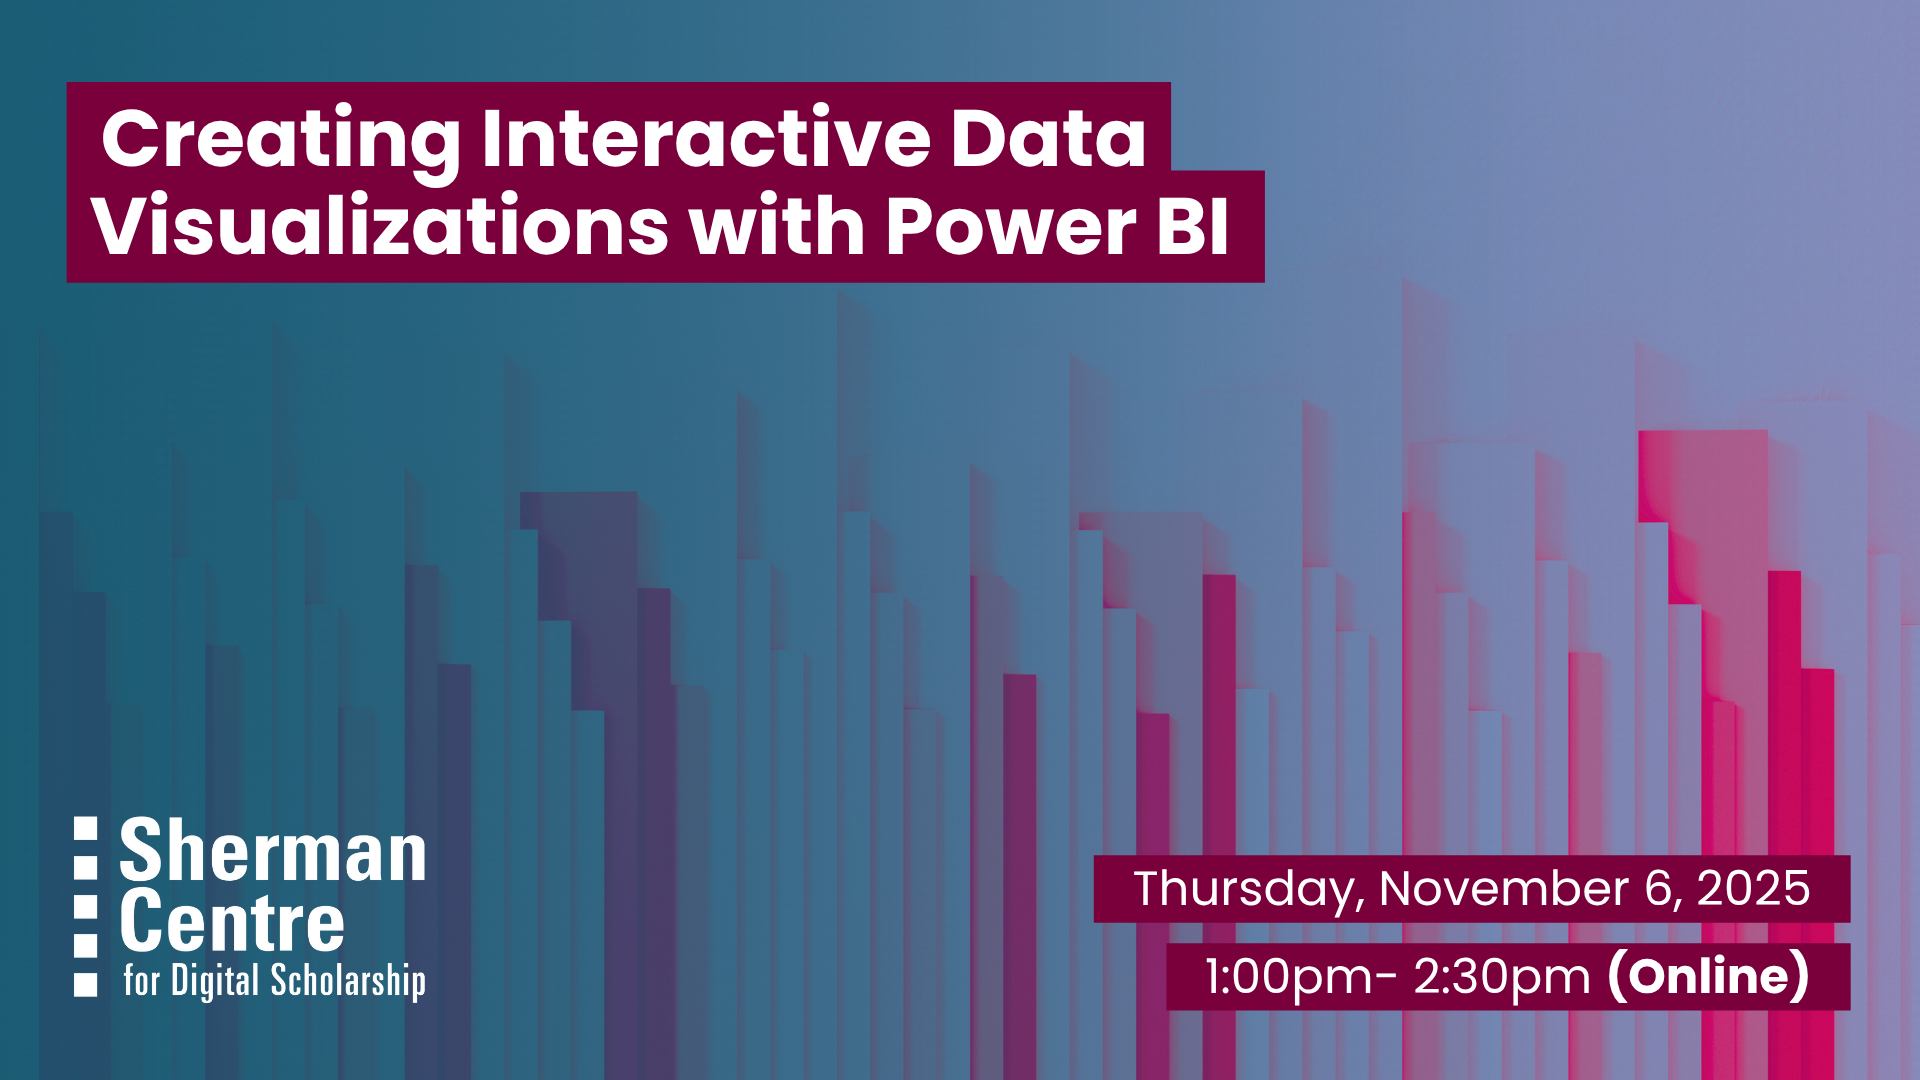 Creating Interactive Data
Visualizations with Power BI
Sherman
Centre
for Digital Scholarship
Thursday, November 6, 2025
1:00pm- 2:30pm (Online)